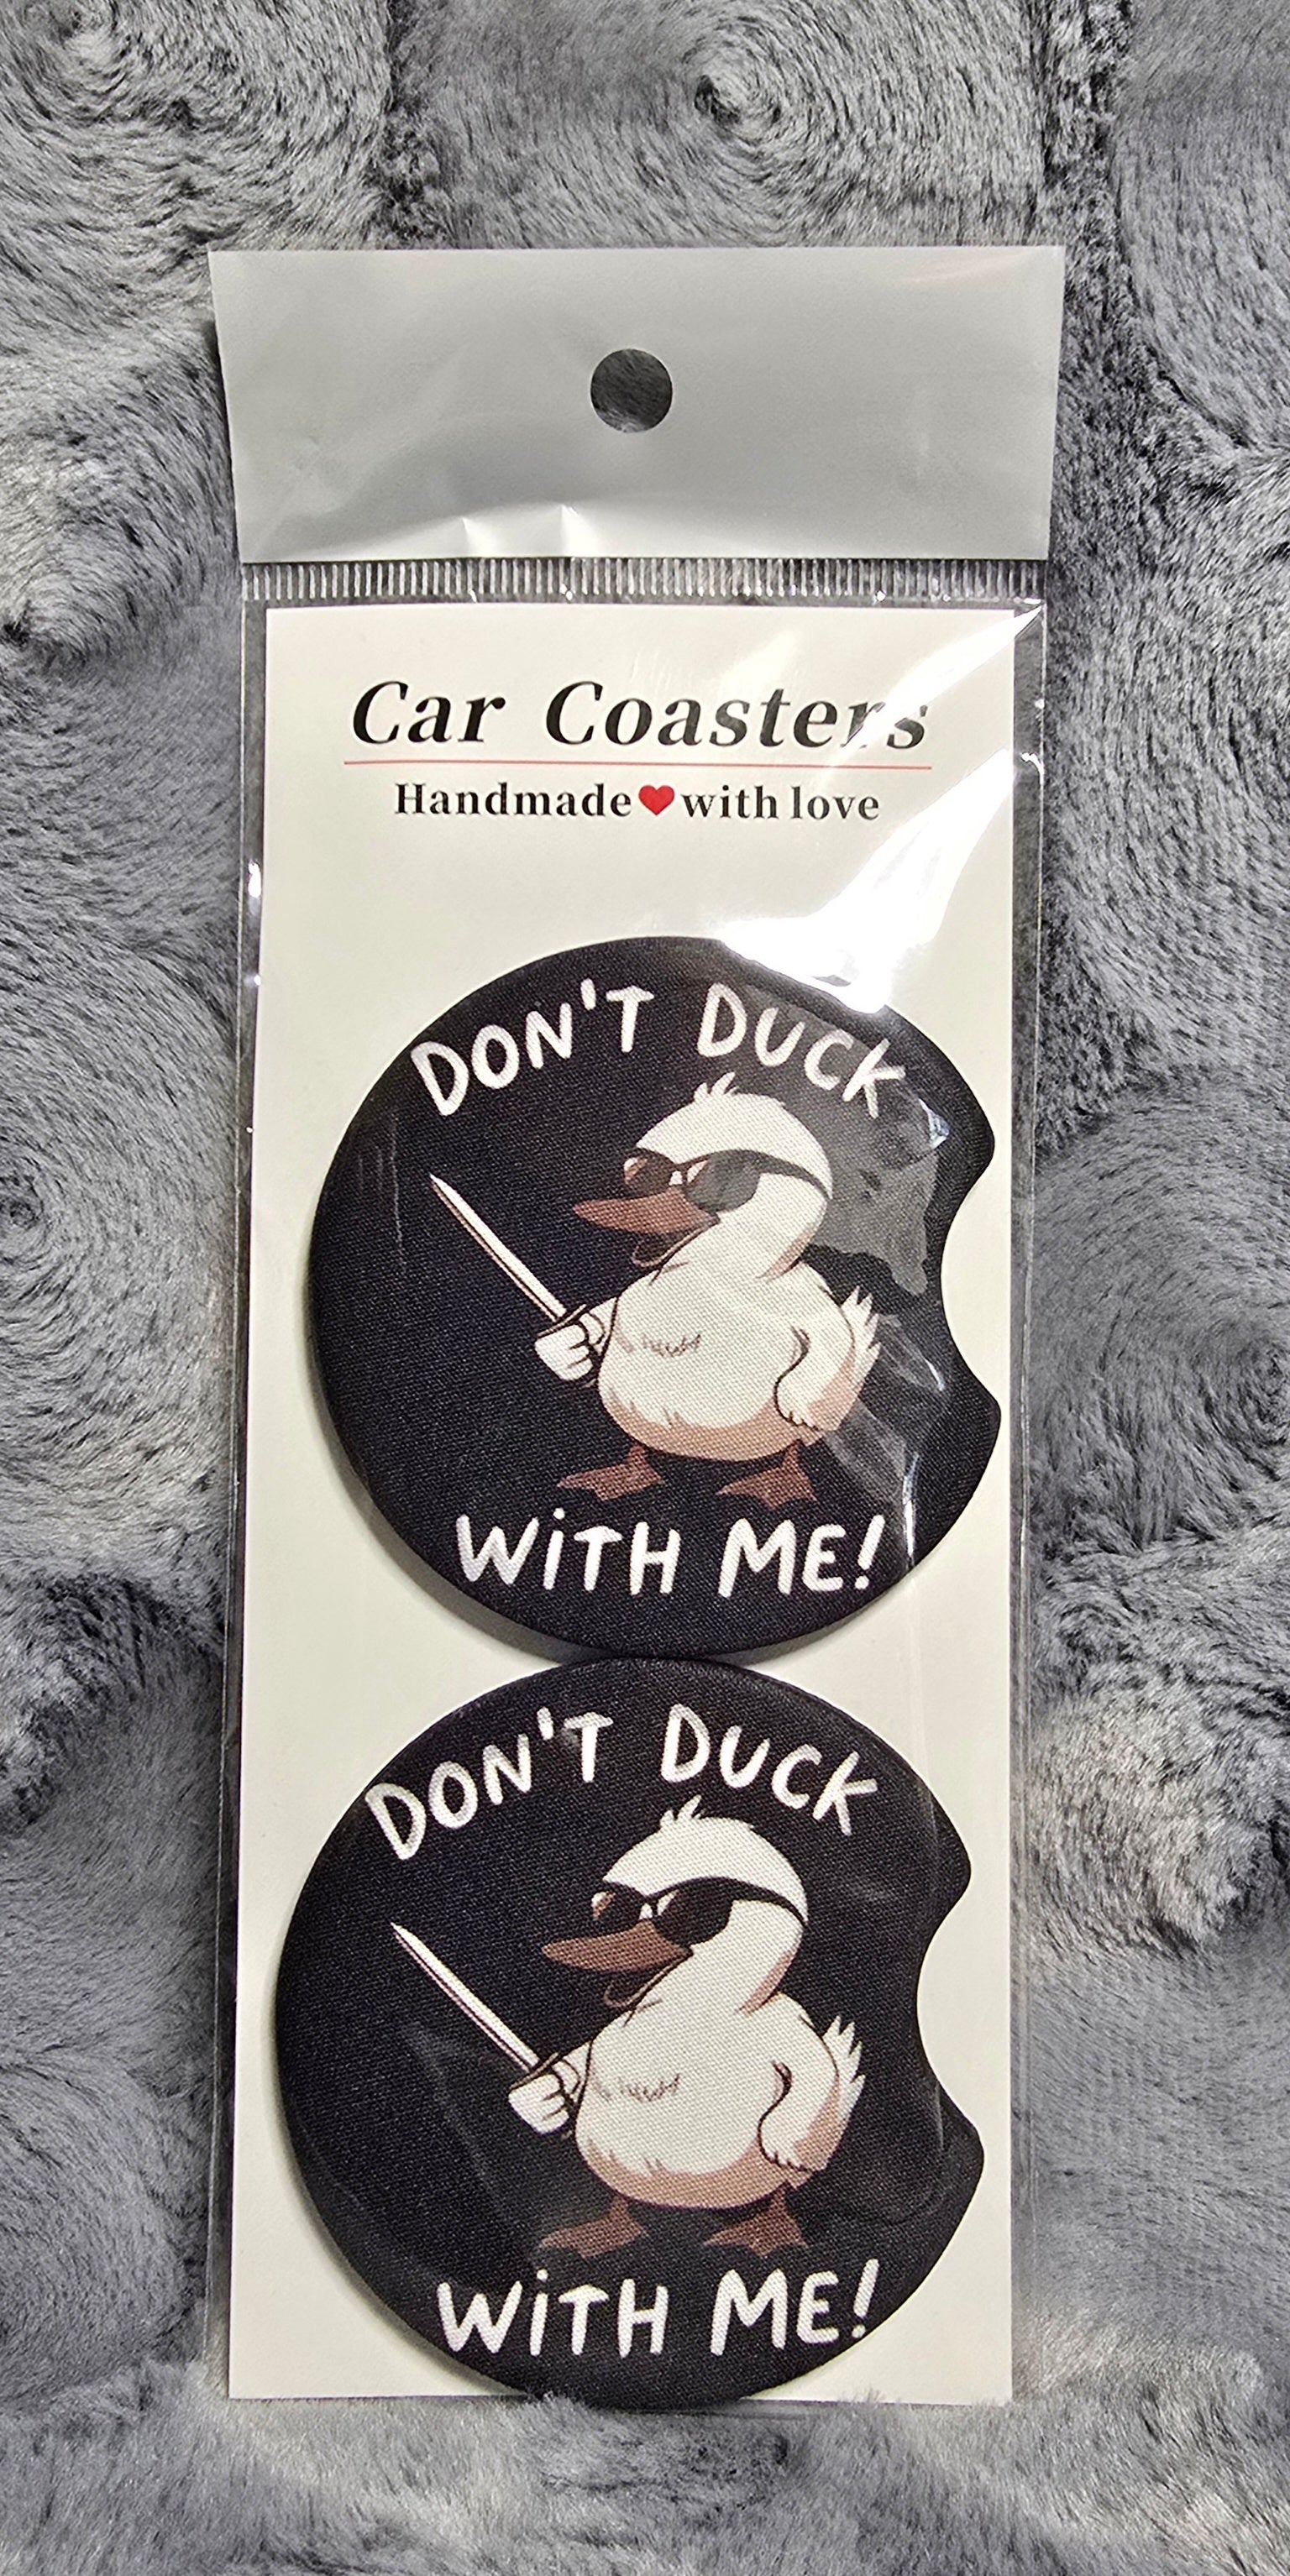 Car Coasters
Handmade❤with love
DON'T DUCK
WiTH ME!
DON'T DUCK
WiTH ME!